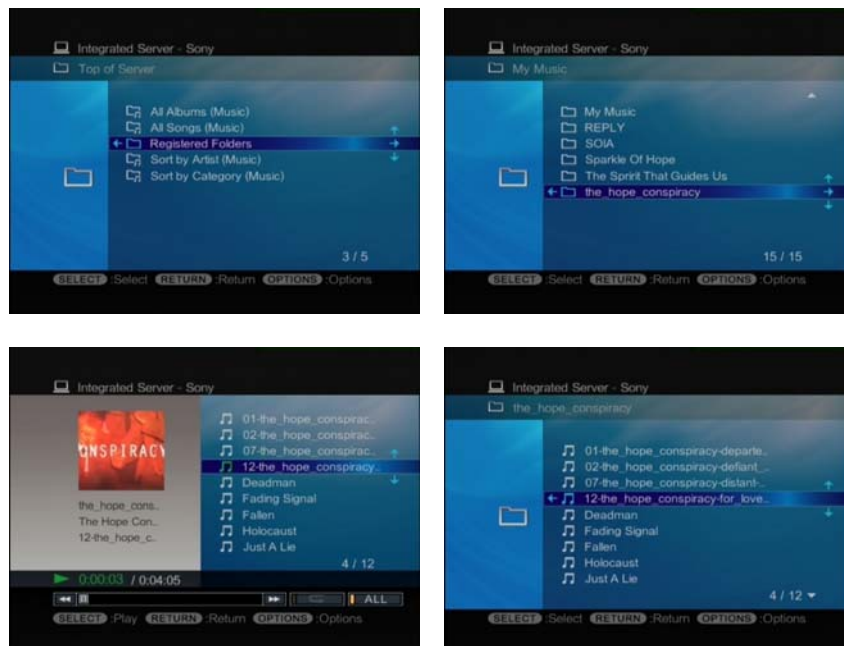 Integrated Server - Sony
Top of Server
All Albums (Music)
All Songs (Music)
Registered Folders
Sort by Artist (Music)
Sort by Category (Music)
3 / 5
SELECT :Select RETURN :Return OPTIONS :Options
Integrated Server - Sony
My Music
My Music
REPLY
SOIA
Sparkle Of Hope
The Spririt That Guides Us
the_hope_conspiracy
15 / 15
SELECT :Select RETURN :Return OPTIONS :Options
Integrated Server - Sony
ONSPIRACY
the_hope_cons..
The Hope Con..
12-the_hope_c..
01-the_hope_conspirac..
02-the_hope_conspirac..
07-the_hope_conspirac..
12-the_hope_conspiracy..
Deadman
Fading Signal
Fallen
Holocaust
Just A Lie
4 / 12
0:00:03 / 0:04:05
ALL
SELECT :Play RETURN :Return OPTIONS :Options
Integrated Server - Sony
the_hope_conspiracy
01-the_hope_conspiracy-departe..
02-the_hope_conspiracy-defiant_..
07-the_hope_conspiracy-distant-..
12-the_hope_conspiracy-for_love..
Deadman
Fading Signal
Fallen
Holocaust
Just A Lie
4 / 12
SELECT :Select RETURN :Return OPTIONS :Options